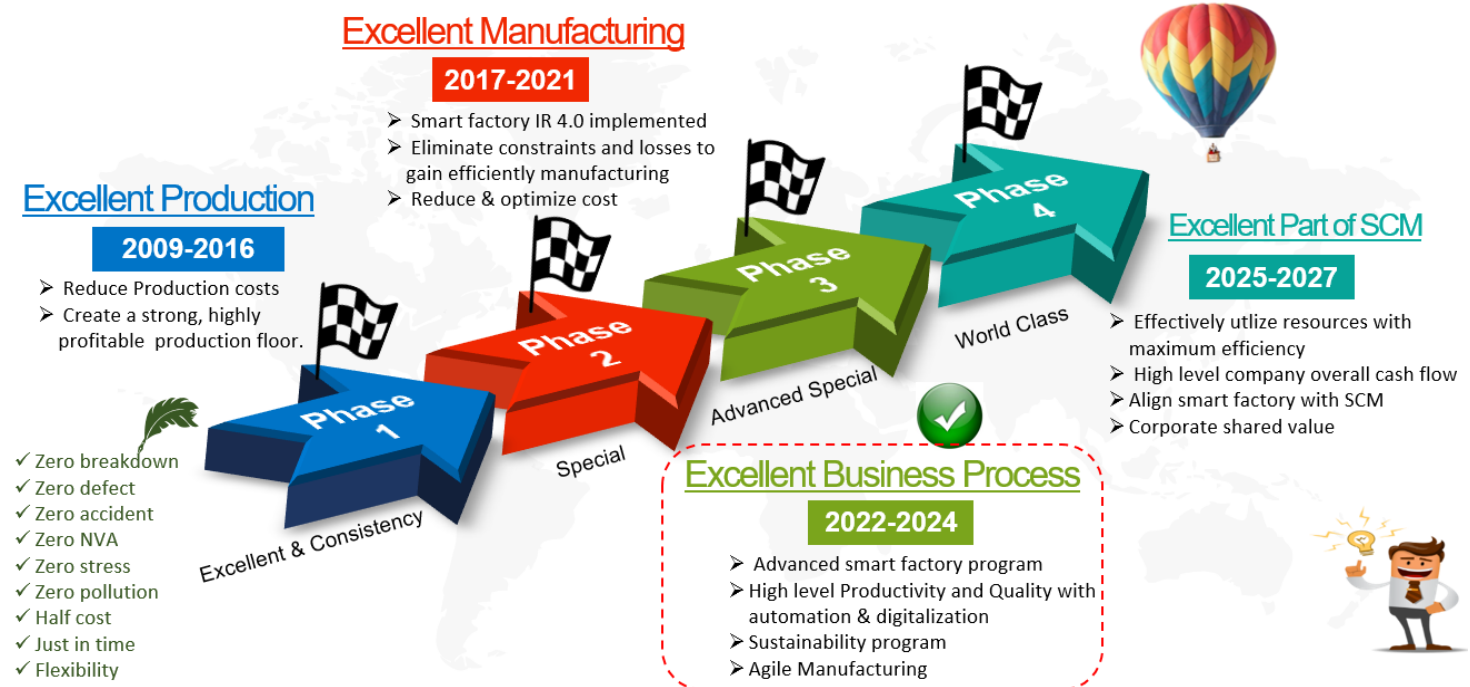 Excellent Manufacturing
2017-2021
➢ Smart factory IR 4.0 implemented
➢ Eliminate constraints and losses to
gain efficiently manufacturing
➢ Reduce & optimize cost
Excellent Production
2009-2016
➢ Reduce Production costs
➢ Create a strong, highly
profitable production floor.
✓ Zero breakdown
✓ Zero defect
✓ Zero accident
✓ Zero NVA
✓ Zero stress
✓ Zero pollution
✓ Half cost
✓ Just in time
✓ Flexibility
Phase
1
Excellent & Consistency
Phase
2
Special
Phase
3
Advanced Special
Phase
4
World Class
Excellent Business Process
2022-2024
➢ Advanced smart factory program
➢ High level Productivity and Quality with
automation & digitalization
➢ Sustainability program
➢ Agile Manufacturing
Excellent Part of SCM
2025-2027
➢ Effectively utlize resources with
maximum efficiency
➢ High level company overall cash flow
➢ Align smart factory with SCM
➢ Corporate shared value